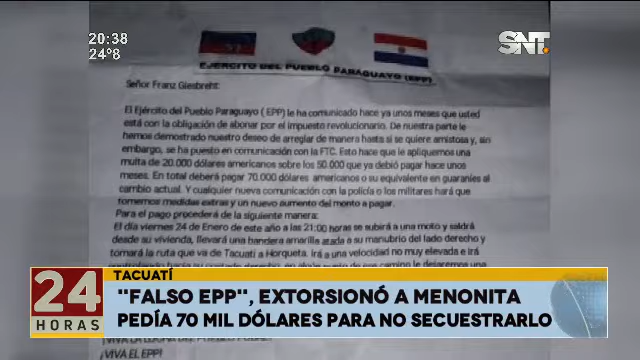 20:38
24°8
SNT
EJERCITO DEL PUEBLO PARAGUAYO (EPP)
Señor Franz Giesbreht:
El Ejército del Pueblo Paraguayo ( EPP) le ha comunicado hace ya unos meses que usted
está con la obligación de abonar por el impuesto revolucionario. De nuestra parte le
hemos demostrado nuestro deseo de arreglar de manera hasta si se quiere amistosa y, sin
embargo, se ha puesto en comunicación con la FTC. Esto hace que le apliquemos una
multa de 20.000 dólares americanos sobre los 50.000 que ya debió pagar hace unos
meses. En total deberá pagar 70.000 dólares americanos o su equivalente en guaraníes al
cambio actual. Y cualquier nueva comunicación con la policía o los militares hará que
tomemos medidas extras y un nuevo aumento del monto a pagar.
Para el pago procederá de la siguiente manera:
El día viernes 24 de Enero de este año a las 21:00 horas se subirá a una moto y saldrá
desde su vivienda, llevará una bandera amarilla atada a su manubrio del lado derecho y
tomará la ruta que va de Tacuatí a Horqueta. irá a una velocidad no muy elevada e irá
TACUATÍ
24
HORAS
"FALSO EPP", EXTORSIONÓ A MENONITA
PEDÍA 70 MIL DÓLARES PARA NO SECUESTRARLO
¡VIVA EL EPP!